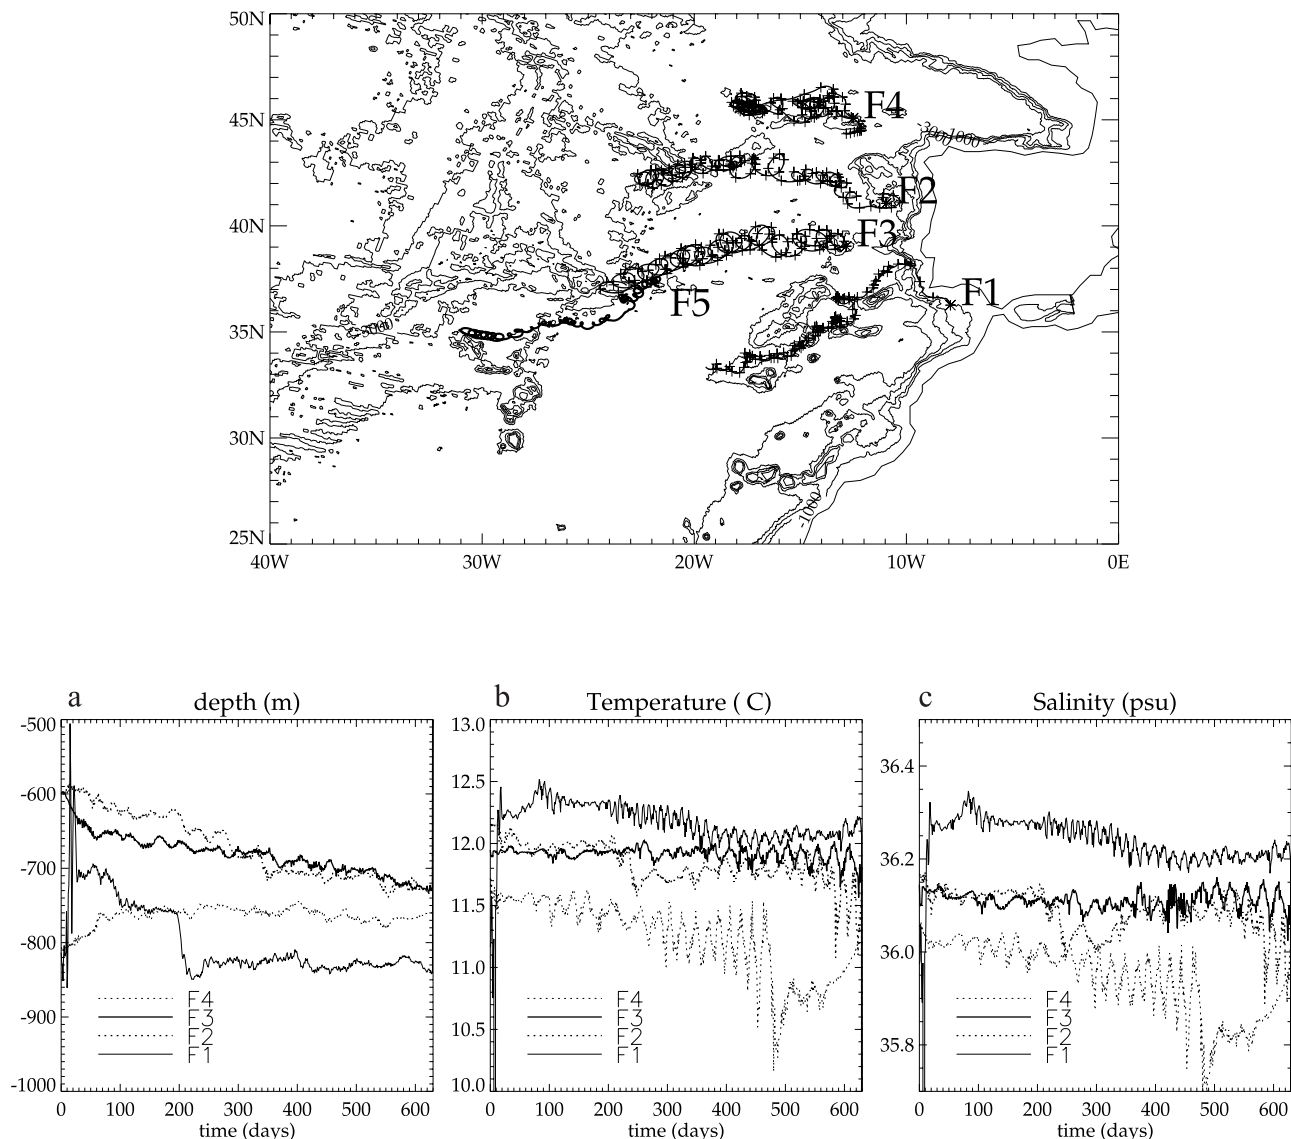 50N
F4
45N
-1000
F2
40N
F3
F1
F5
35N
30N
-1000
25N
40W 30W 20W 10W 0E
a depth (m)
b Temperature ( C)
c Salinity (psu)
-500
-600
-700
-800
-900
-1000
F4
F3
F2
F1
0 100 200 300 400 500 600
time (days)
13.0
12.5
12.0
11.5
11.0
10.5
10.0
F4
F3
F2
F1
0 100 200 300 400 500 600
time (days)
36.4
36.2
36.0
35.8
F4
F3
F2
F1
0 100 200 300 400 500 600
time (days)